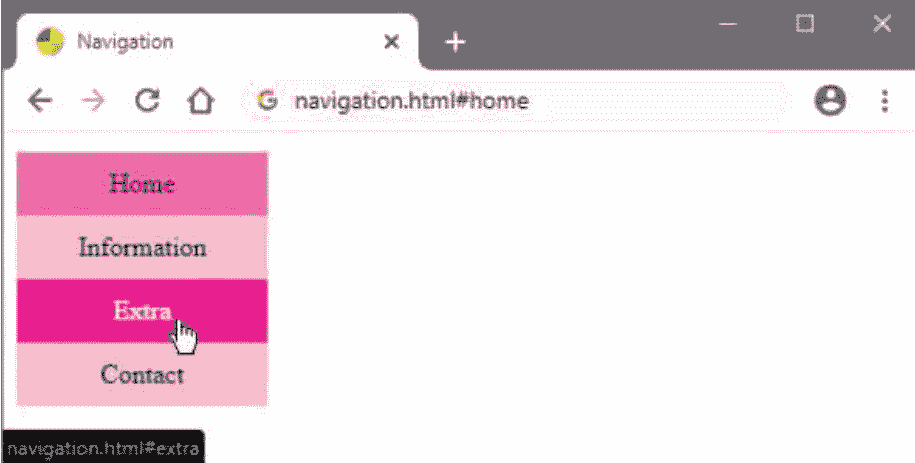 Navigation
navigation.html#home
Home
Information
Extra
Contact
navigation.html#extra